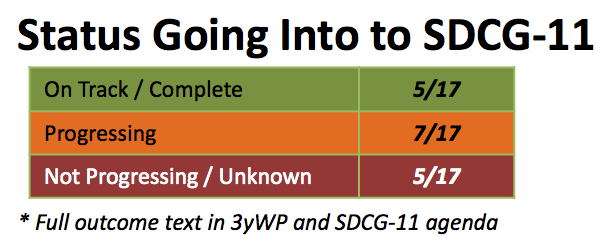 Status Going Into to SDCG-11
On Track / Complete 5/17
Progressing 7/17
Not Progressing / Unknown 5/17
* Full outcome text in 3yWP and SDCG-11 agenda